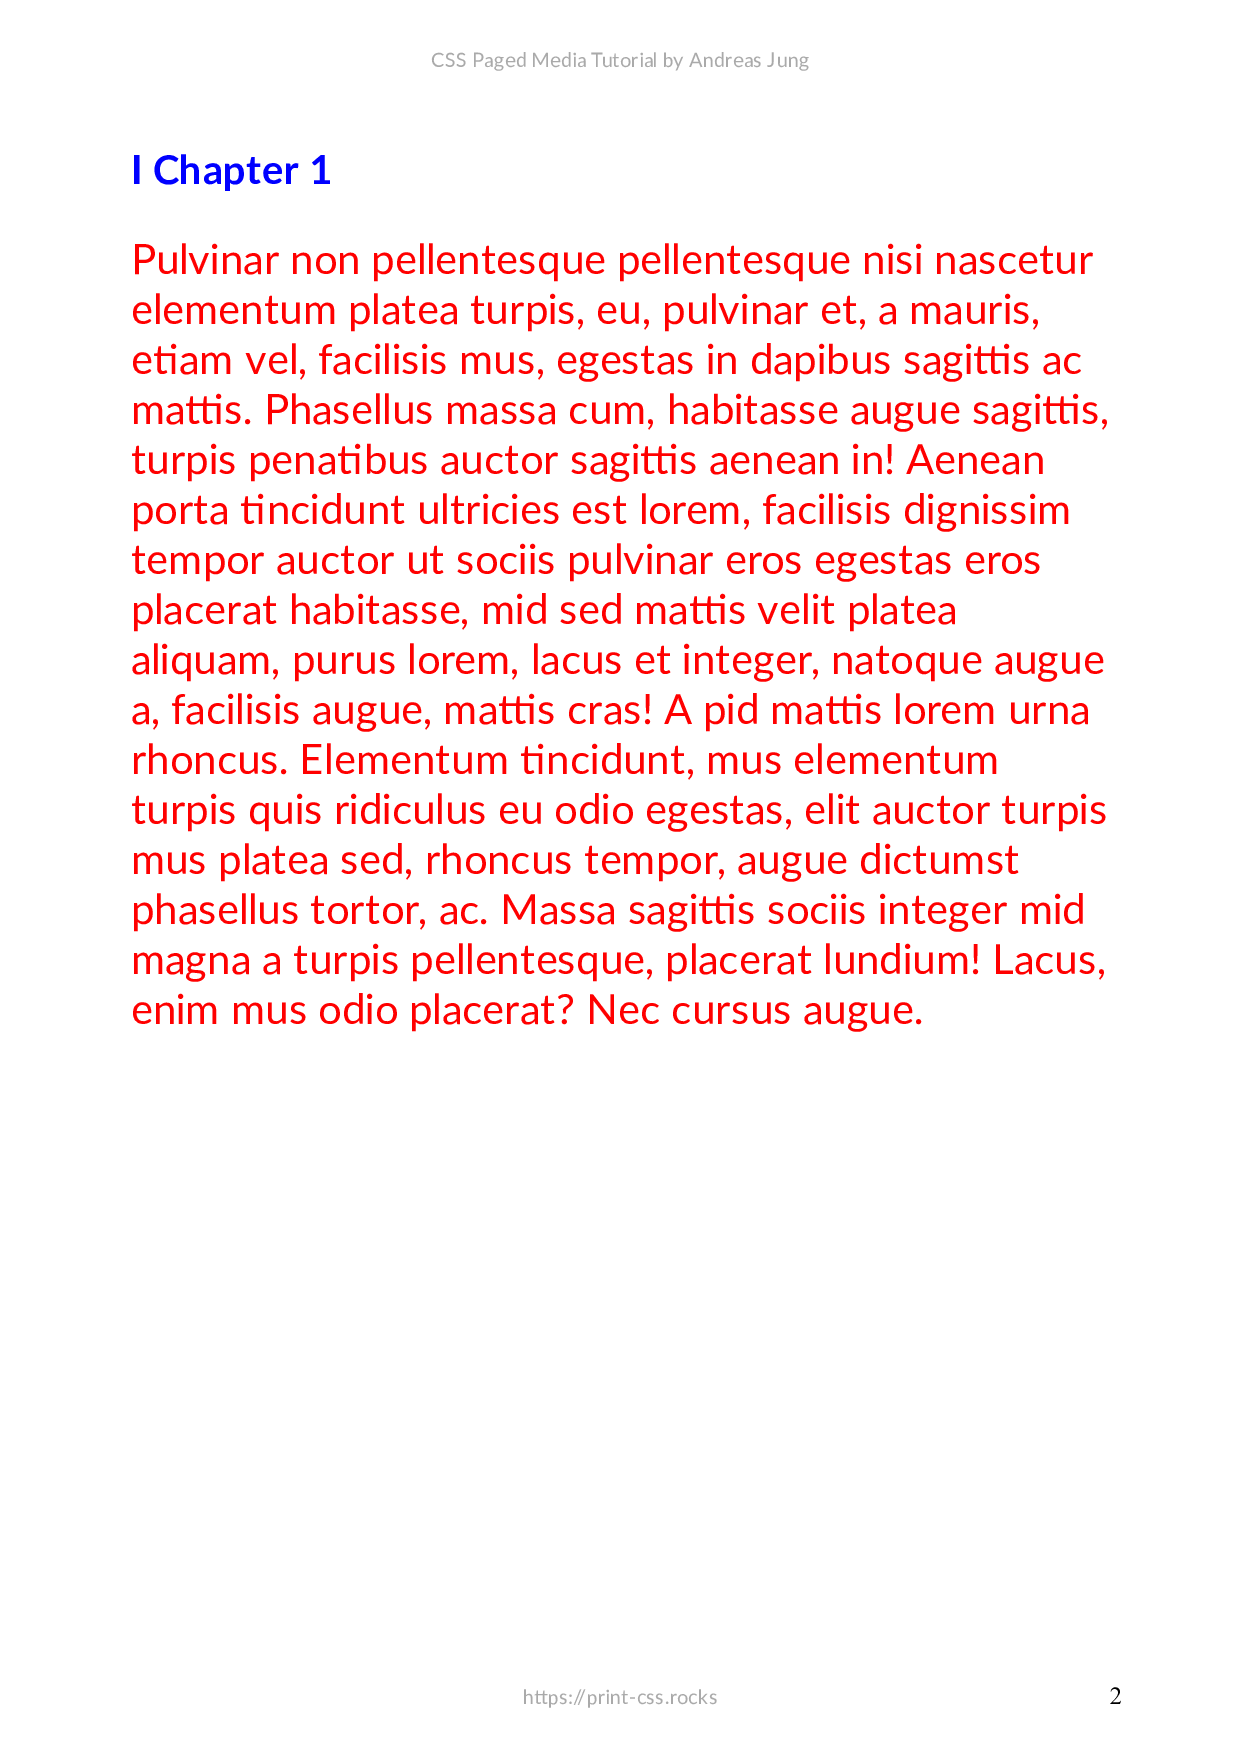 CSS Paged Media Tutorial by Andreas Jung
I Chapter 1
Pulvinar non pellentesque pellentesque nisi nascetur
elementum platea turpis, eu, pulvinar et, a mauris,
etiam vel, facilisis mus, egestas in dapibus sagittis ac
mattis. Phasellus massa cum, habitasse augue sagittis,
turpis penatibus auctor sagittis aenean in! Aenean
porta tincidunt ultricies est lorem, facilisis dignissim
tempor auctor ut sociis pulvinar eros egestas eros
placerat habitasse, mid sed mattis velit platea
aliquam, purus lorem, lacus et integer, natoque augue
a, facilisis augue, mattis cras! A pid mattis lorem urna
rhoncus. Elementum tincidunt, mus elementum
turpis quis ridiculus eu odio egestas, elit auctor turpis
mus platea sed, rhoncus tempor, augue dictumst
phasellus tortor, ac. Massa sagittis sociis integer mid
magna a turpis pellentesque, placerat lundium! Lacus,
enim mus odio placerat? Nec cursus augue.
https://print-css.rocks
2